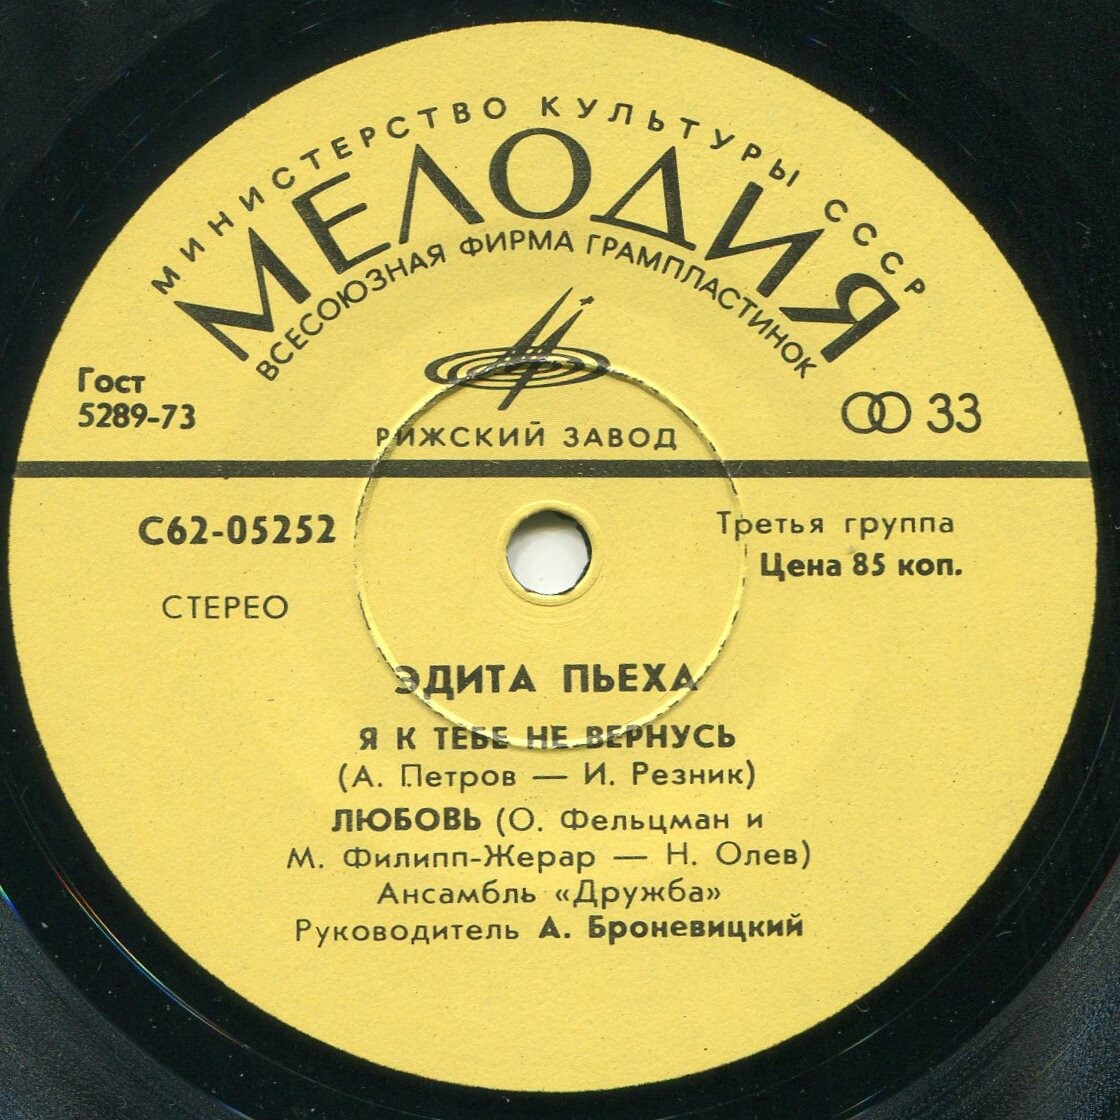 МИНИСТЕРСТВО КУЛЬТУРЫ СССР
МЕЛОДИЯ
ВСЕСОЮЗНАЯ ФИРМА ГРАМПЛАСТИНОК
Гост
5289-73
33
РИЖСКИЙ ЗАВОД
С62-05252
Третья группа
Цена 85 коп.
СТЕРЕО
ЭДИТА ПЬЕХА
Я К ТЕБЕ НЕ ВЕРНУСЬ
(А. Петров — И. Резник)
ЛЮБОВЬ (О. Фельцман и
М. Филипп-Жерар — Н. Олев)
Ансамбль «Дружба»
Руководитель А. Броневицкий